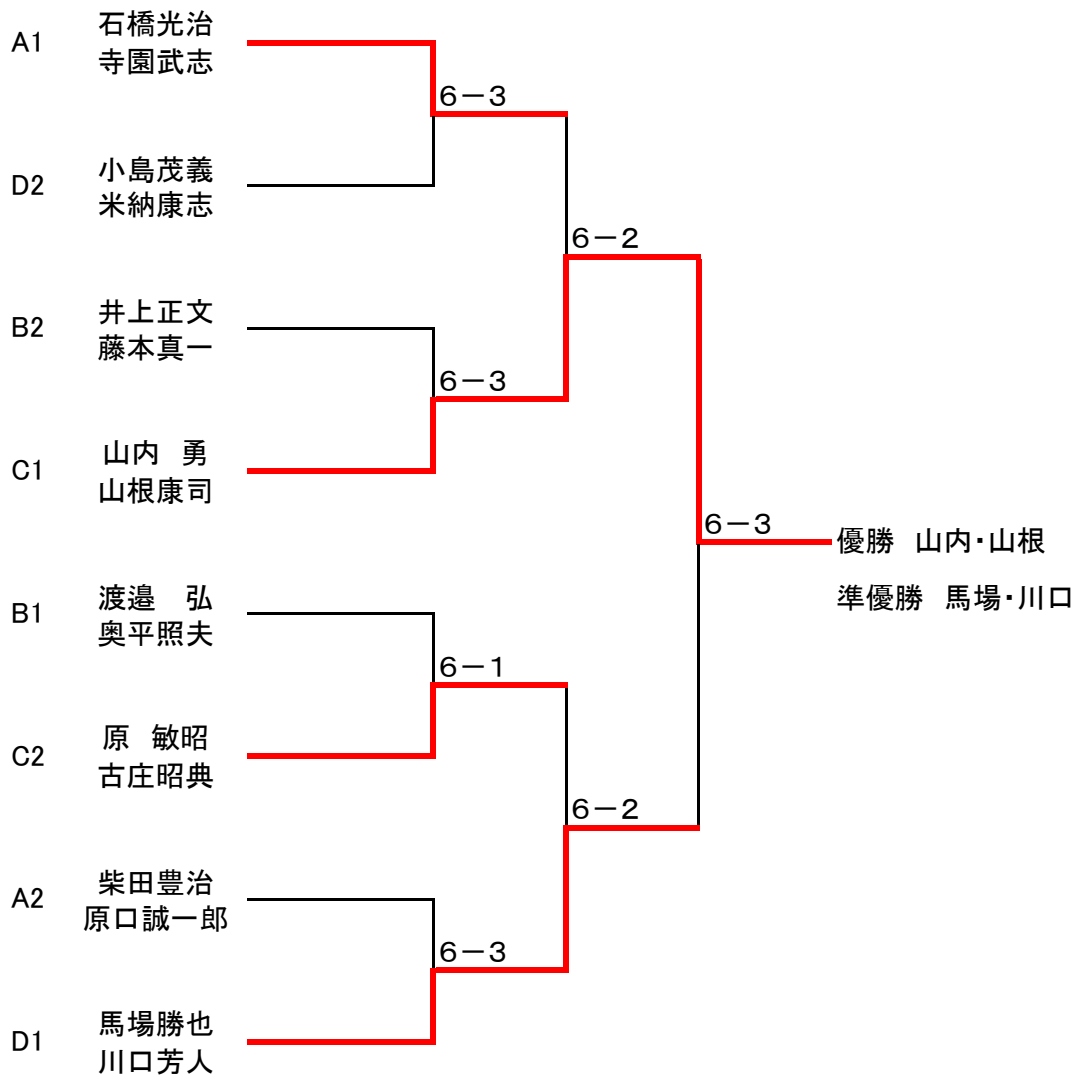 A1
石橋光治
寺園武志
6－3
D2
小島茂義
米納康志
6－2
B2
井上正文
藤本真一
6－3
C1
山内　勇
山根康司
6－3
優勝　山内・山根
準優勝　馬場・川口
B1
渡邉　弘
奥平照夫
6－1
C2
原　敏昭
古庄昭典
6－2
A2
柴田豊治
原口誠一郎
6－3
D1
馬場勝也
川口芳人